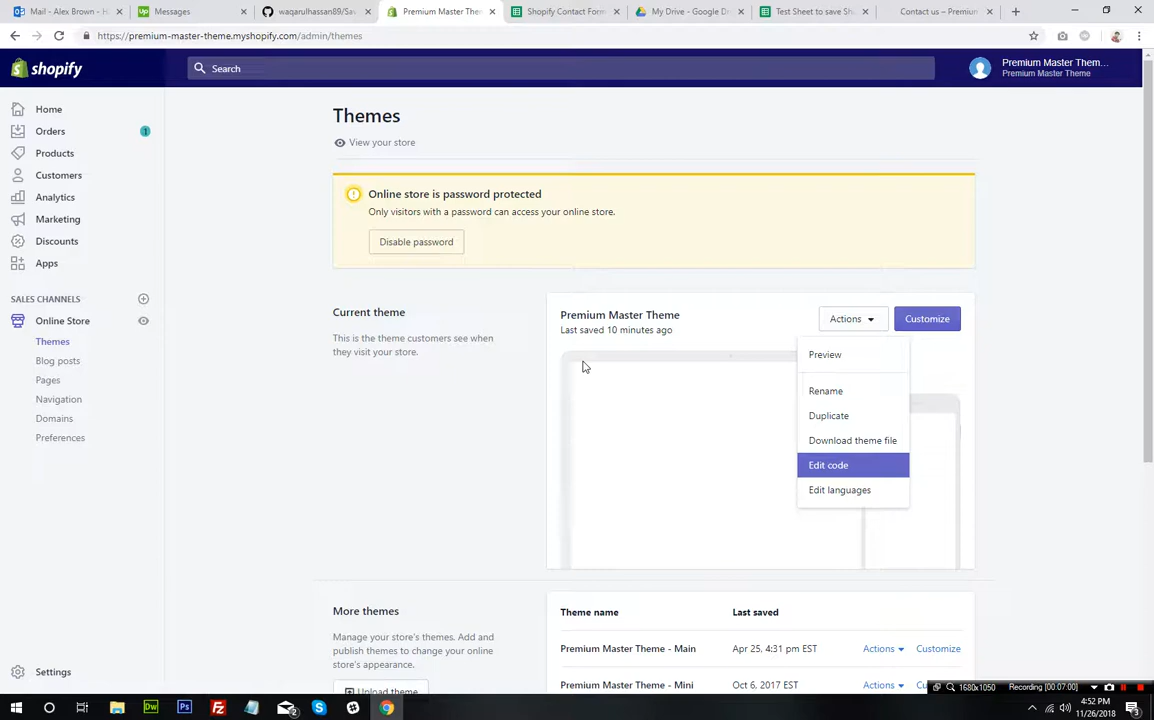 Mail - Alex Brown - H
Messages
waqarulhassan89/Sav
Premium Master Them
Shopify Contact Form
My Drive - Google Dr
Test Sheet to save Sh
Contact us – Premium
https://premium-master-theme.myshopify.com/admin/themes
shopify
Search
Premium Master Them...
Premium Master Theme
Home
Orders
1
Products
Customers
Analytics
Marketing
Discounts
Apps
SALES CHANNELS
Online Store
Themes
Blog posts
Pages
Navigation
Domains
Preferences
Settings
Themes
View your store
Online store is password protected
Only visitors with a password can access your online store.
Disable password
Current theme
This is the theme customers see when
they visit your store.
Premium Master Theme
Last saved 10 minutes ago
Actions
Customize
Preview
Rename
Duplicate
Download theme file
Edit code
Edit languages
More themes
Manage your store's themes. Add and
publish themes to change your online
store's appearance.
Upload theme
Theme name
Last saved
Premium Master Theme - Main
Apr 25, 4:31 pm EST
Actions
Customize
Premium Master Theme - Mini
Oct 6, 2017 EST
Actions
1680x1050
Recording [00:07:00]
4:52 PM
11/26/2018